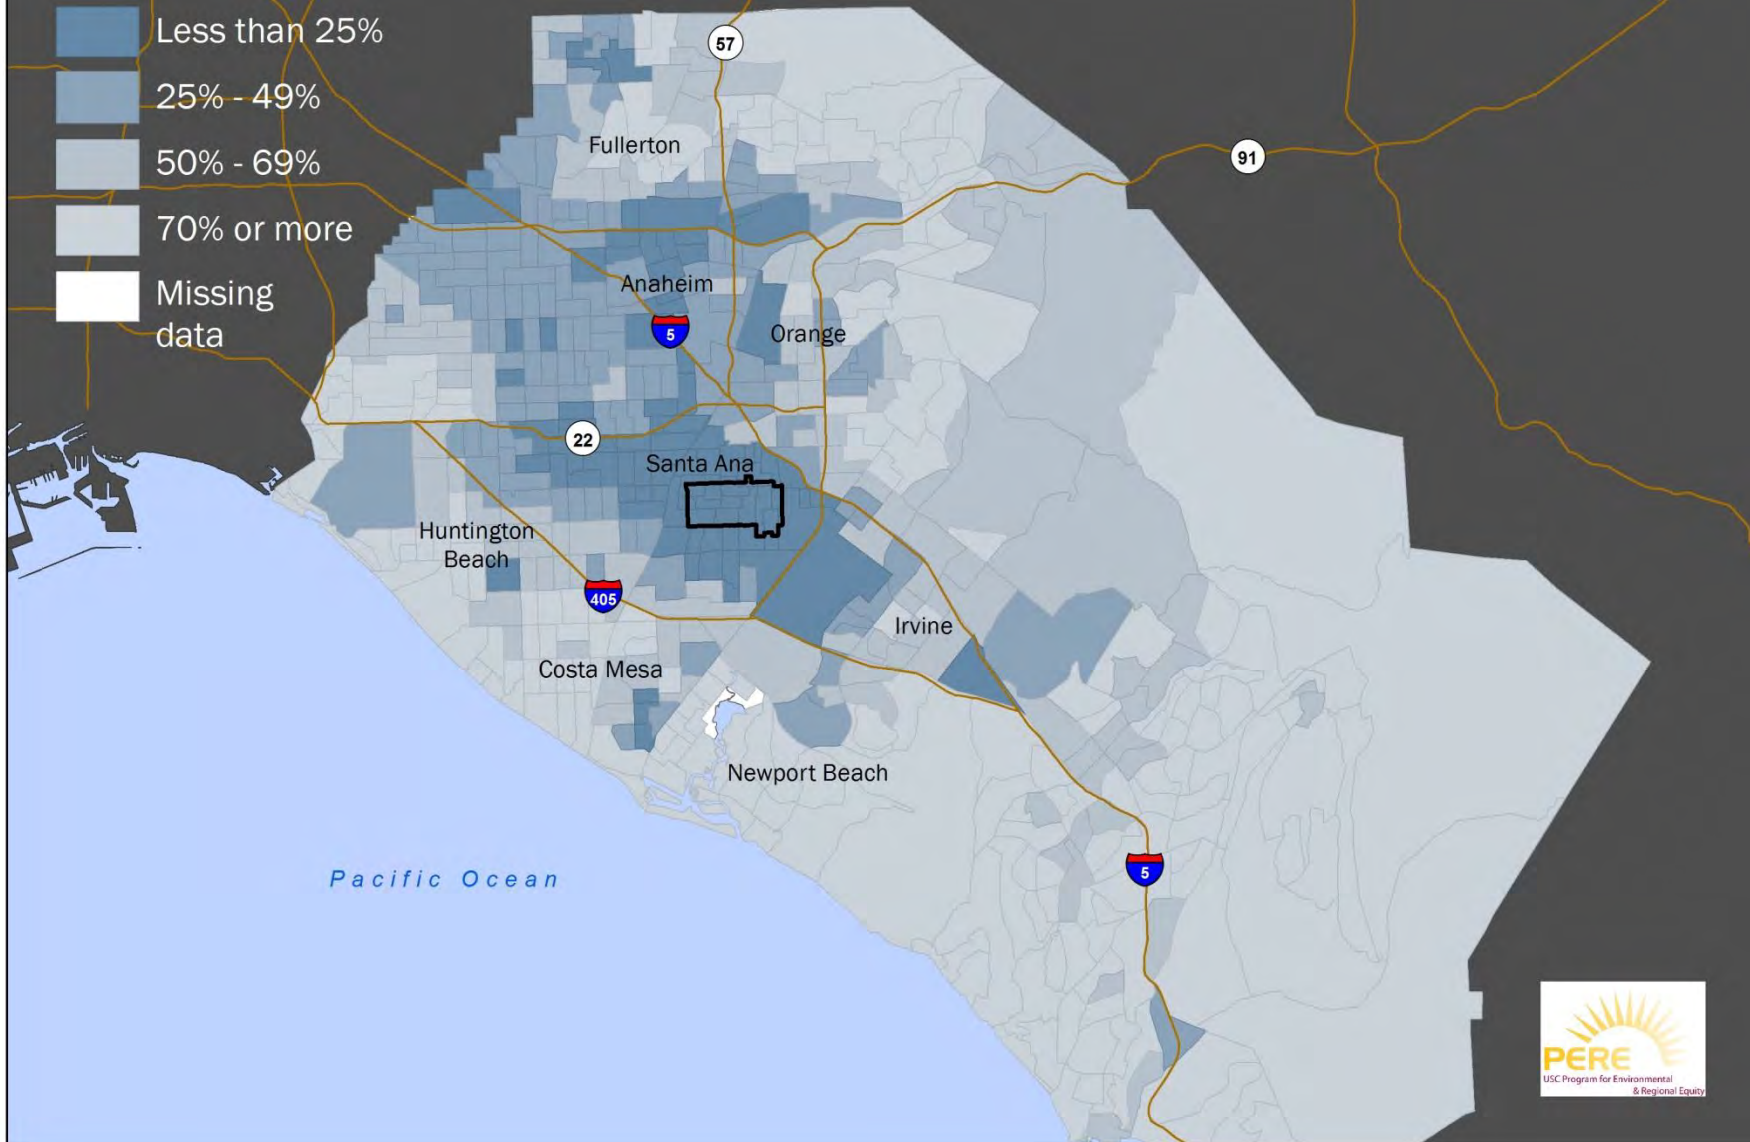 Less than 25%
25% - 49%
50% - 69%
70% or more
Missing
data
57
Fullerton
91
Anaheim
5
Orange
22
Santa Ana
Huntington
Beach
405
Irvine
Costa Mesa
Newport Beach
Pacific Ocean
5
PERE
USC Program for Environmental
& Regional Equity